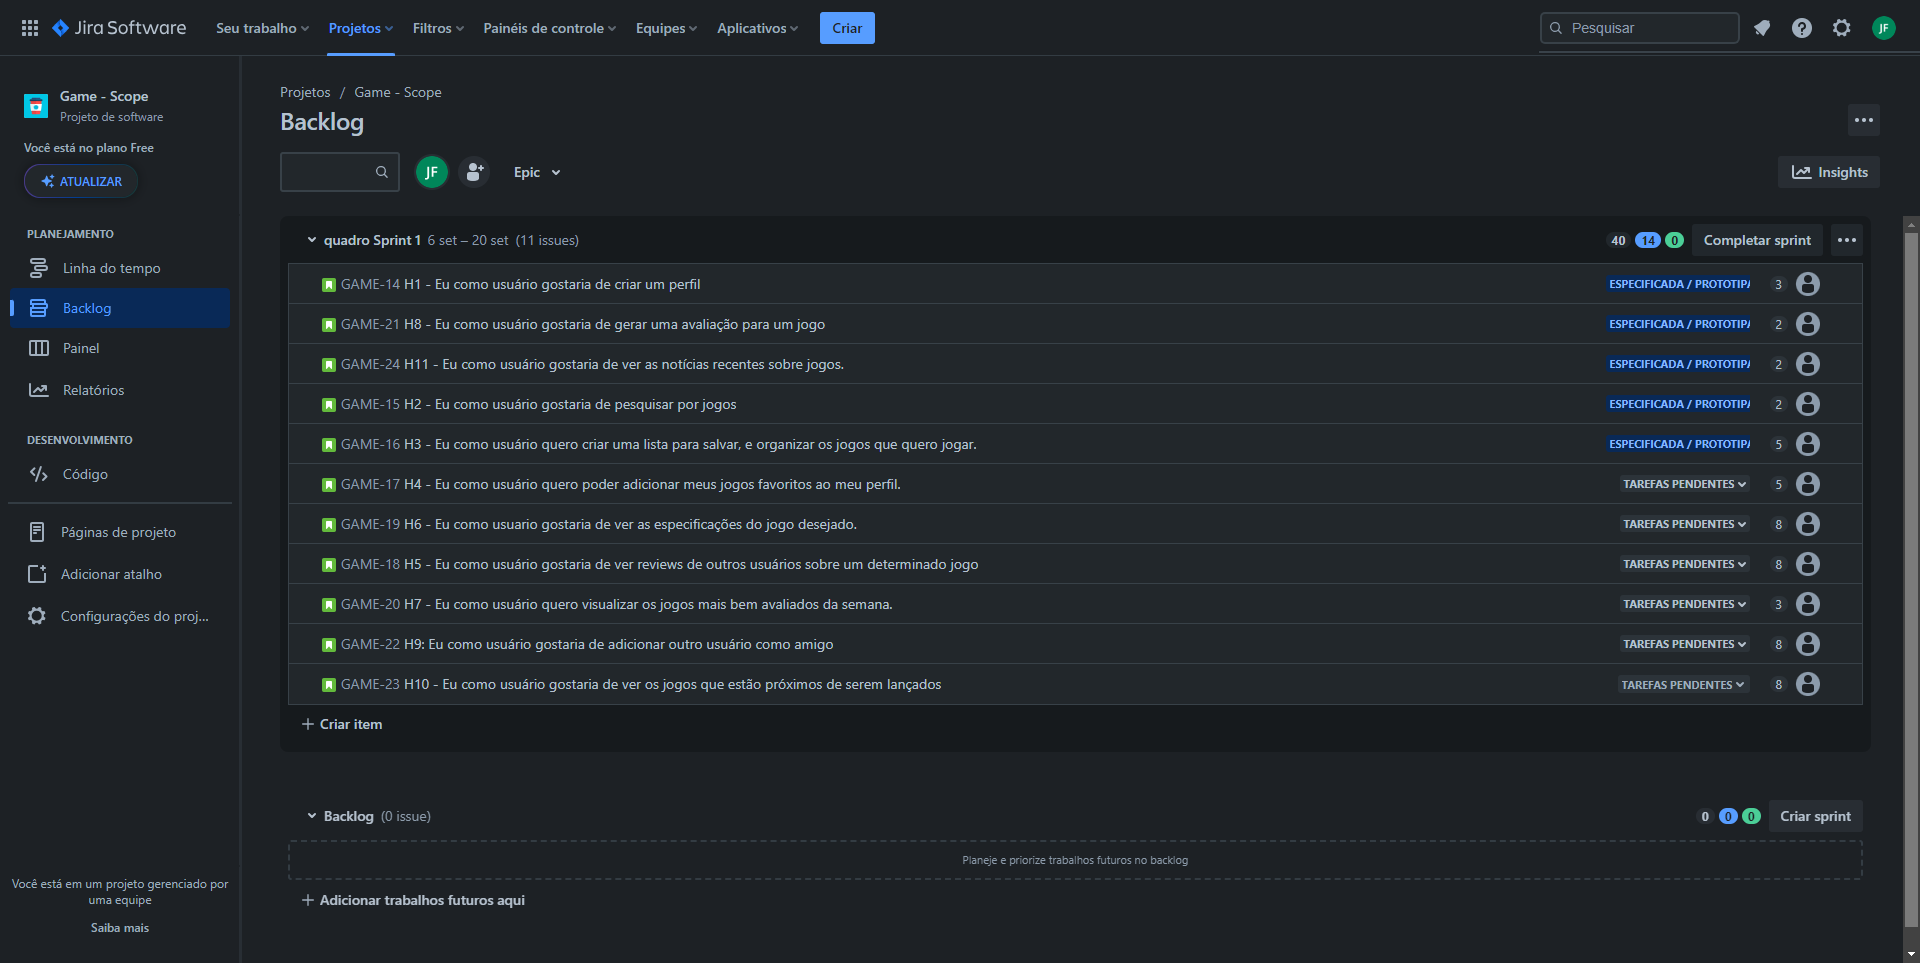 Jira Software Seu trabalho Projetos Filtros Painéis de controle Equipes Aplicativos Criar Pesquisar JF
Game - Scope
Projeto de software
Você está no plano Free
ATUALIZAR
PLANEJAMENTO
Linha do tempo
Backlog
Painel
Relatórios
DESENVOLVIMENTO
Código
Páginas de projeto
Adicionar atalho
Configurações do proj...
Você está em um projeto gerenciado por
uma equipe
Saiba mais
Projetos / Game - Scope
Backlog
JF Epic Insights
quadro Sprint 1 6 set – 20 set (11 issues) 40 14 0 Completar sprint
GAME-14 H1 - Eu como usuário gostaria de criar um perfil ESPECIFICADA / PROTOTIPA 3
GAME-21 H8 - Eu como usuário gostaria de gerar uma avaliação para um jogo ESPECIFICADA / PROTOTIPA 2
GAME-24 H11 - Eu como usuário gostaria de ver as notícias recentes sobre jogos. ESPECIFICADA / PROTOTIPA 2
GAME-15 H2 - Eu como usuário gostaria de pesquisar por jogos ESPECIFICADA / PROTOTIPA 2
GAME-16 H3 - Eu como usuário quero criar uma lista para salvar, e organizar os jogos que quero jogar. ESPECIFICADA / PROTOTIPA 5
GAME-17 H4 - Eu como usuário quero poder adicionar meus jogos favoritos ao meu perfil. TAREFAS PENDENTES 5
GAME-19 H6 - Eu como usuario gostaria de ver as especificações do jogo desejado. TAREFAS PENDENTES 8
GAME-18 H5 - Eu como usuário gostaria de ver reviews de outros usuários sobre um determinado jogo TAREFAS PENDENTES 8
GAME-20 H7 - Eu como usuário quero visualizar os jogos mais bem avaliados da semana. TAREFAS PENDENTES 3
GAME-22 H9: Eu como usuário gostaria de adicionar outro usuário como amigo TAREFAS PENDENTES 8
GAME-23 H10 - Eu como usuário gostaria de ver os jogos que estão próximos de serem lançados TAREFAS PENDENTES 8
+ Criar item
Backlog (0 issue) 0 0 0 Criar sprint
Planeje e priorize trabalhos futuros no backlog
+ Adicionar trabalhos futuros aqui